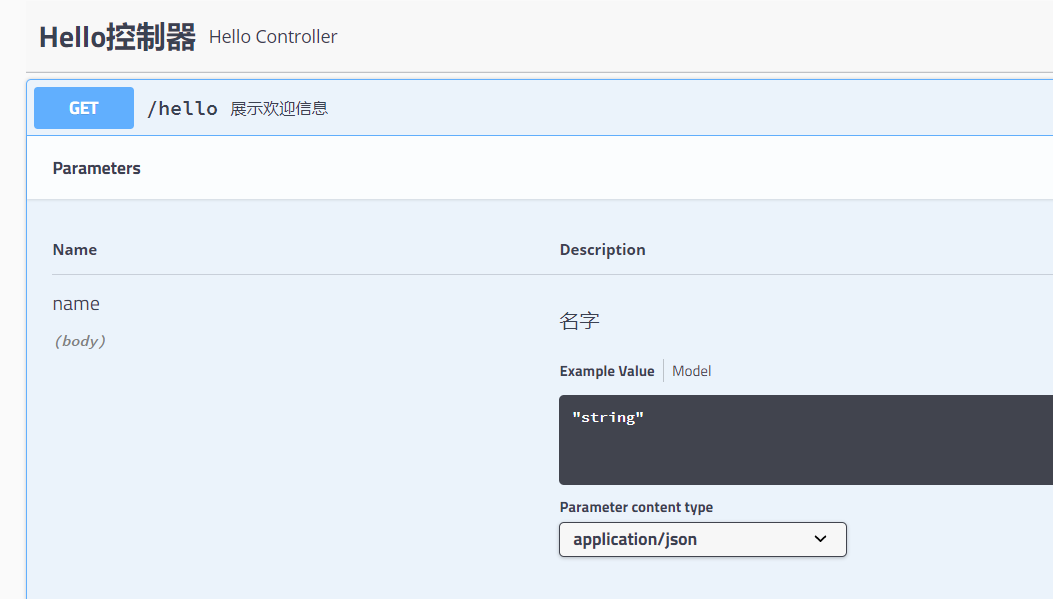 Hello控制器 Hello Controller
GET /hello 展示欢迎信息
Parameters
Name Description
name 名字
(body)
Example Value Model
"string"
Parameter content type
application/json